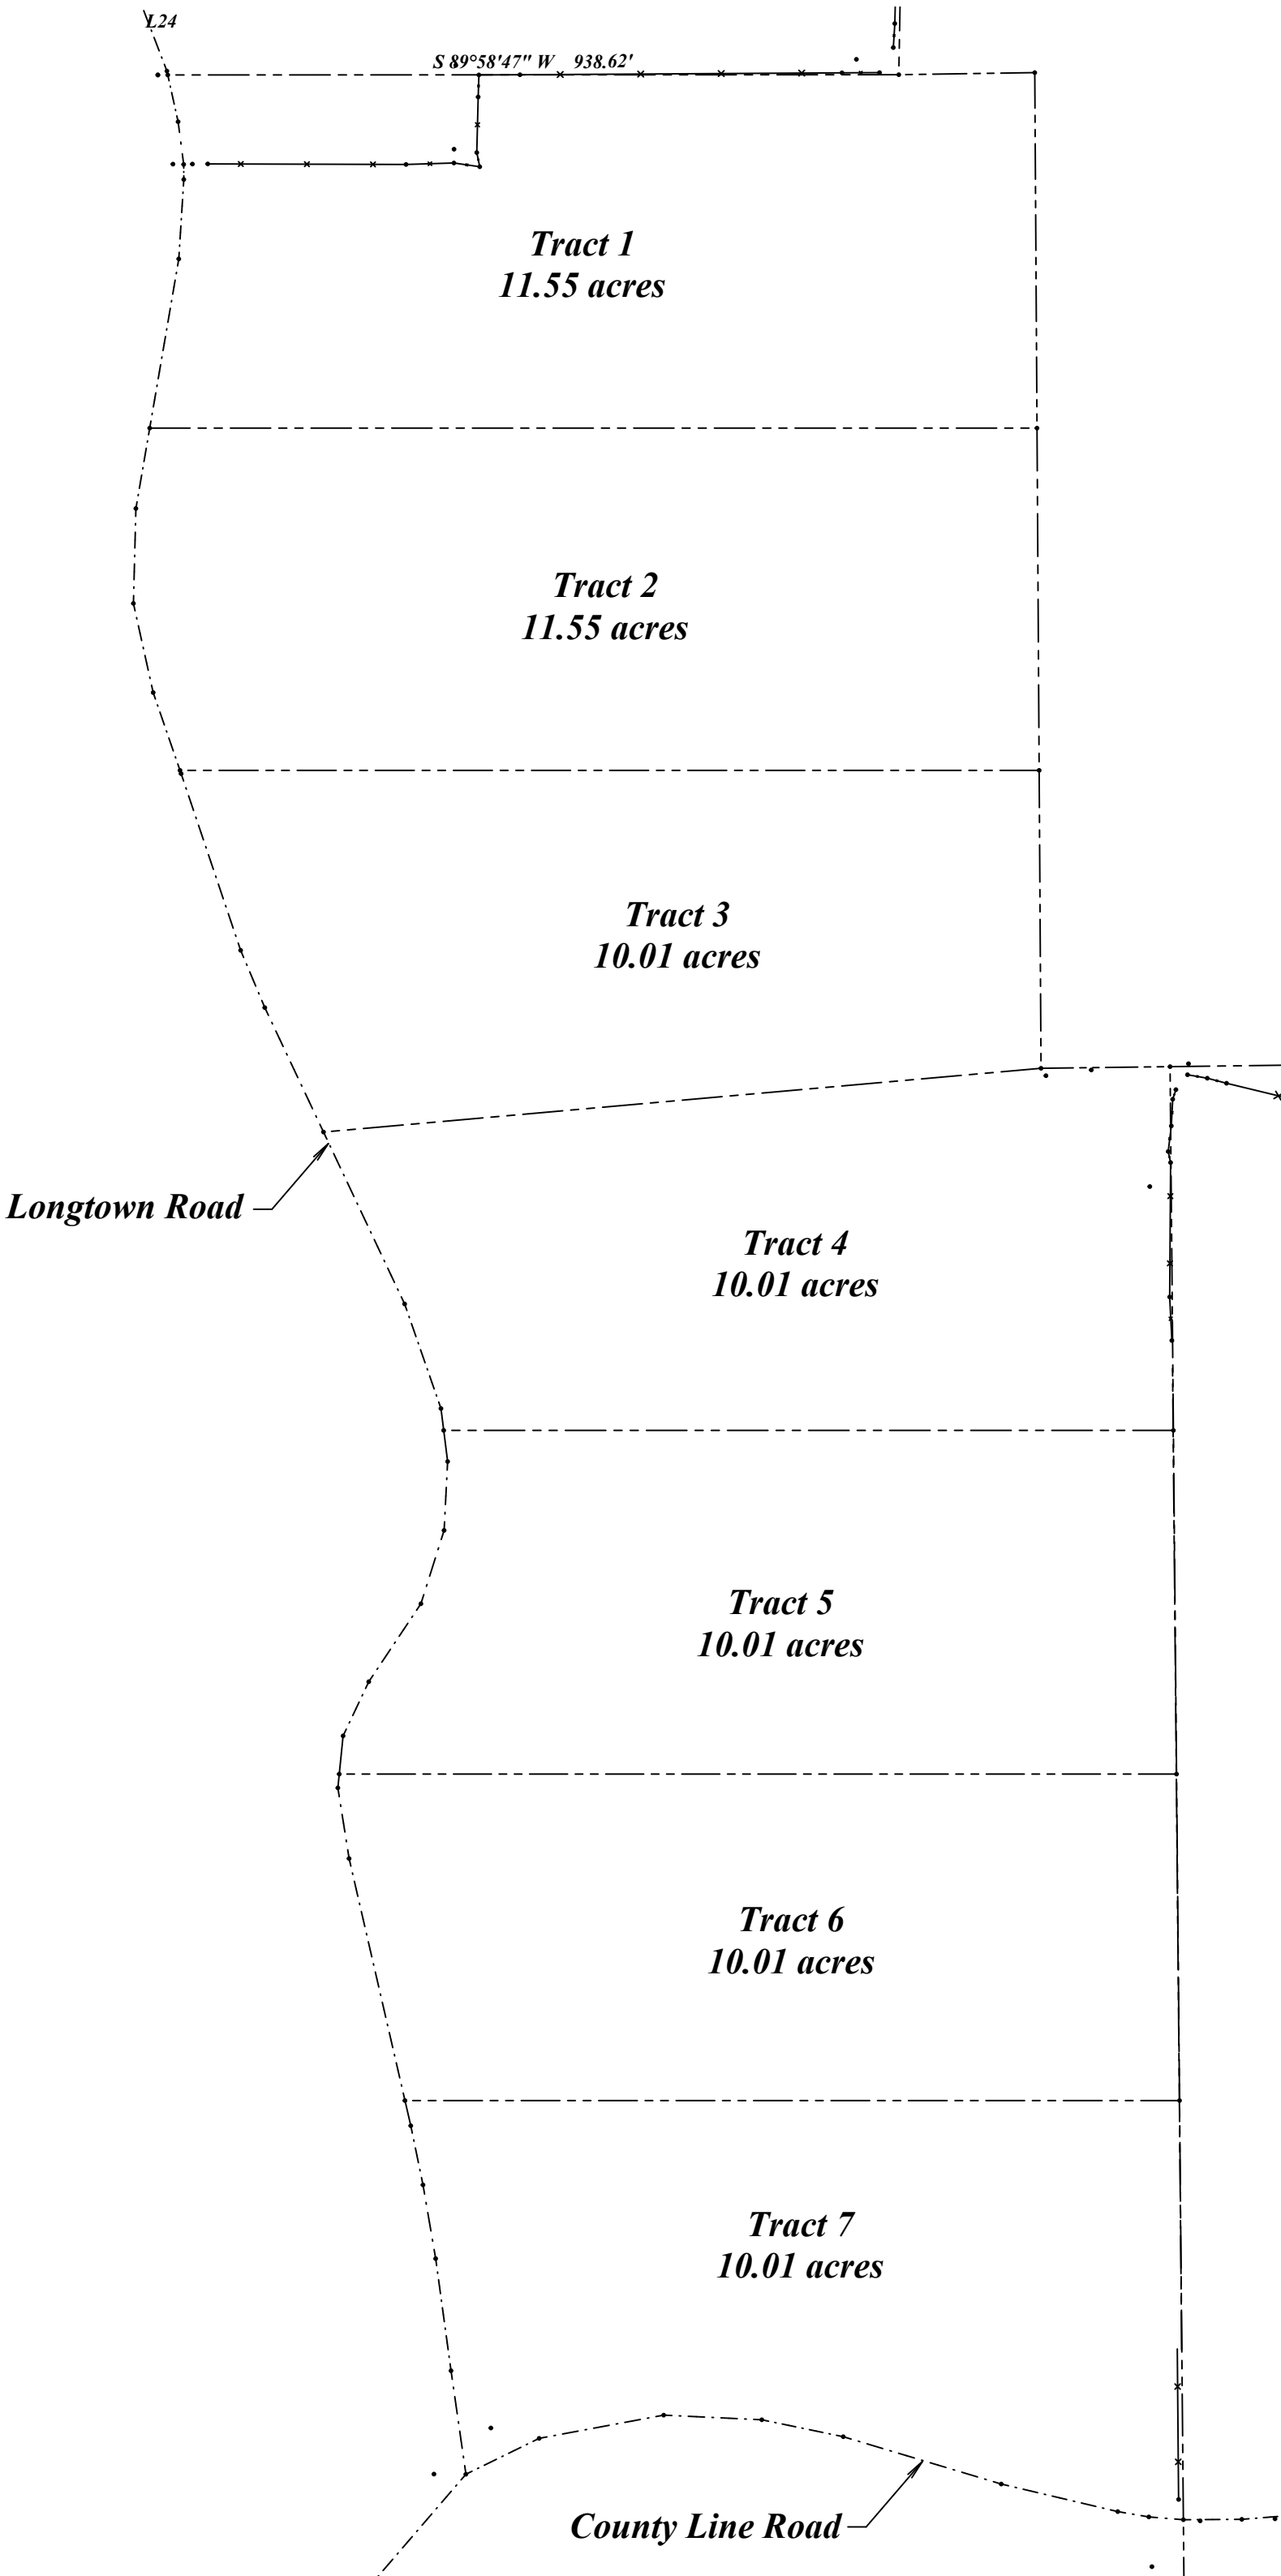 L24
S 89°58'47" W 938.62'
Tract 1
11.55 acres
Tract 2
11.55 acres
Tract 3
10.01 acres
Longtown Road
Tract 4
10.01 acres
Tract 5
10.01 acres
Tract 6
10.01 acres
Tract 7
10.01 acres
County Line Road